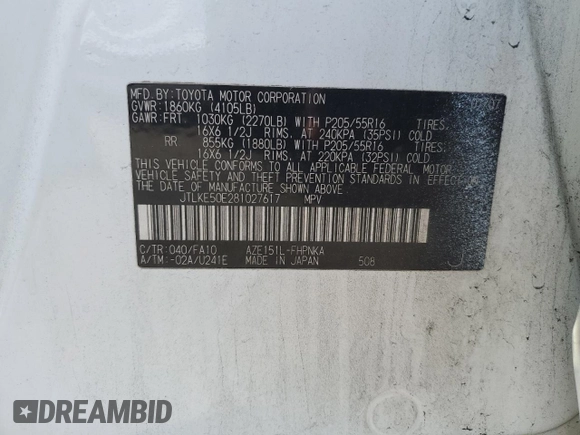 MFD.BY: TOYOTA MOTOR CORPORATION 07/07
GVWR: 1860KG (4105LB)
GAWR: FRT. 1030KG (2270LB) WITH P205/55R16 TIRES,
16X6 1/2J RIMS, AT 240KPA (35PSI) COLD
RR. 855KG (1880LB) WITH P205/55R16 TIRES,
16X6 1/2J RIMS, AT 220KPA (32PSI) COLD
THIS VEHICLE CONFORMS TO ALL APPLICABLE FEDERAL MOTOR
VEHICLE SAFETY AND THEFT PREVENTION STANDARDS IN EFFECT
ON THE DATE OF MANUFACTURE SHOWN ABOVE.
JTLKE50E281027617 MPV
C/TR: 040/FA10 AZE151L-FHPNKA
A/TM: -02A/U241E MADE IN JAPAN 508 J
DREAMBID